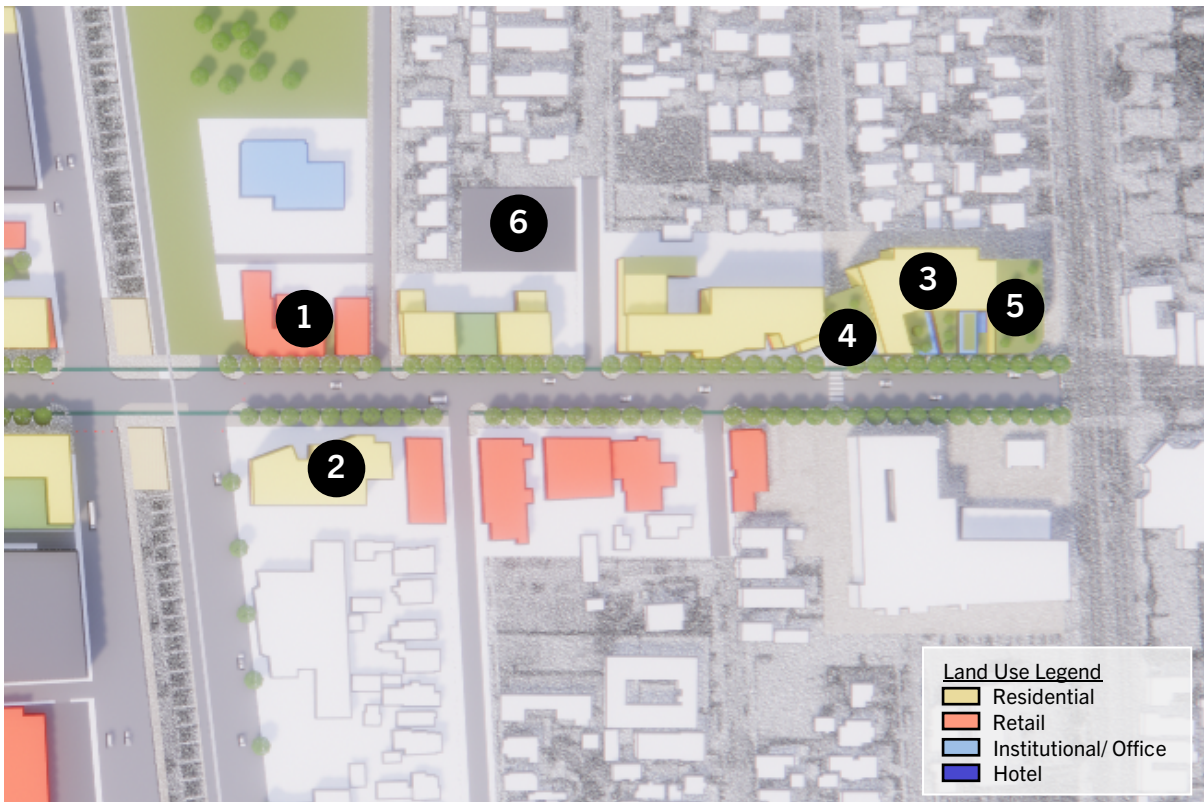 6
3
5
1
4
2
Land Use Legend
Residential
Retail
Institutional/ Office
Hotel